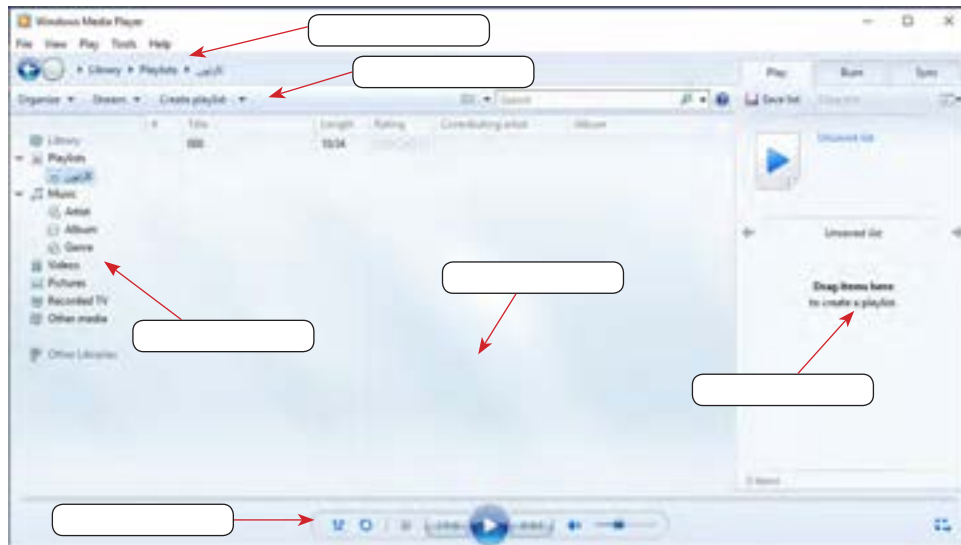 Windows Media Player
File View Play Tools Help
Library Playlists
Play Burn Sync
Organize Stream Create playlist Search Save list Clear list
Title Length Rating Contributing artist Album
Library
Unsaved list
Playlists
Music
Artist
Album
Genre
Unsaved list
Videos
Pictures
Recorded TV
Other media
Drag items here
to create a playlist
Other Libraries
0 items